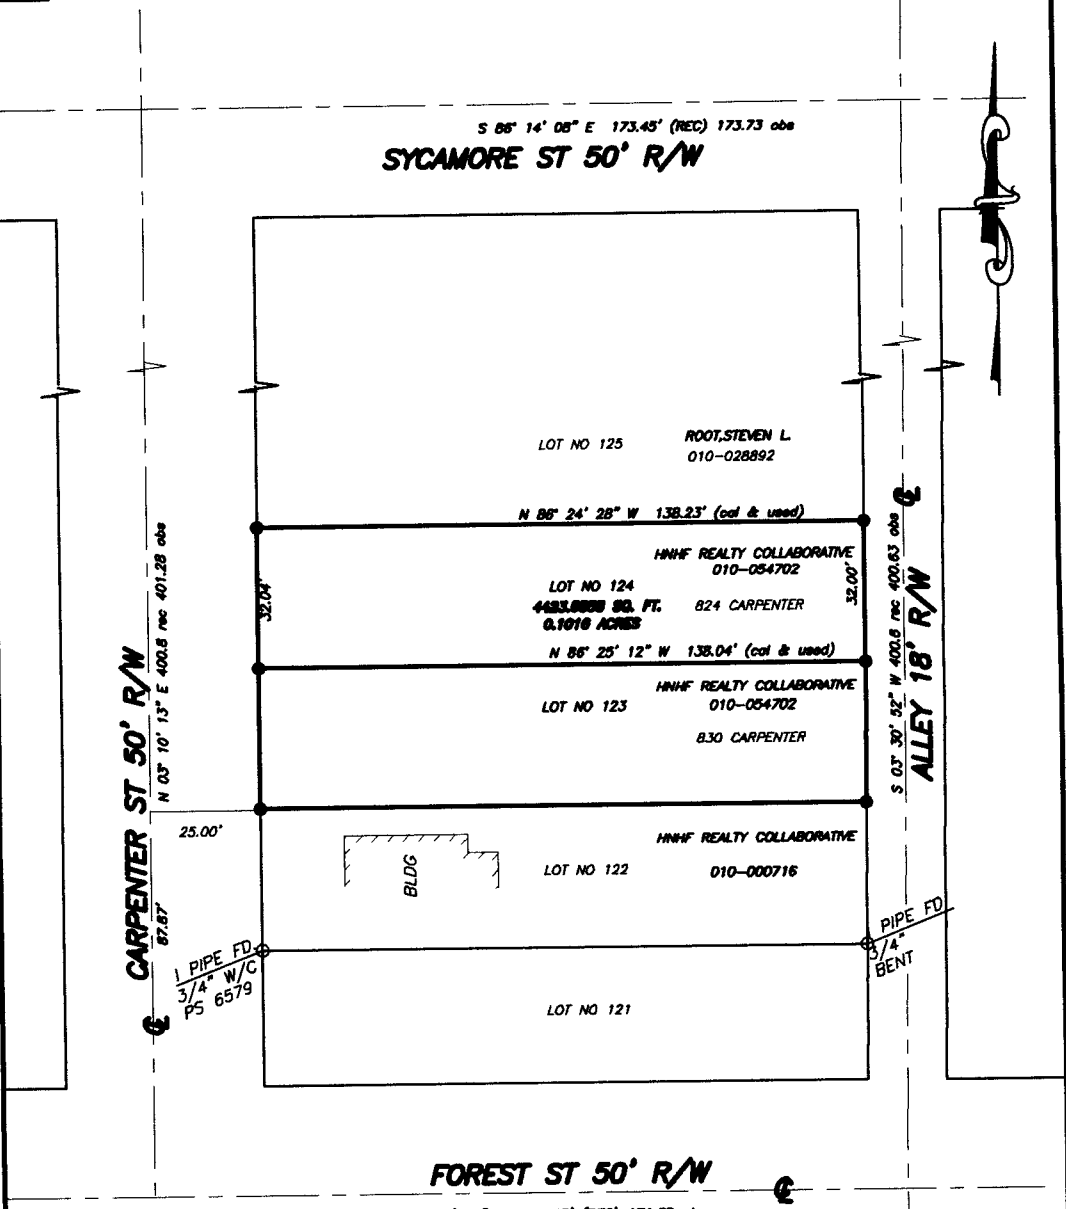 S 86° 14' 08" E 173.45' (REC) 173.73 obs
SYCAMORE ST 50' R/W
LOT NO 125
ROOT,STEVEN L.
010-028892
N 86° 24' 28" W 138.23' (cal & used)
HNHF REALTY COLLABORATIVE
010-054702
LOT NO 124
SQ. FT.
824 CARPENTER
0.1016 ACRES
32.04'
32.00'
N 86° 25' 12" W 138.04' (cal & used)
HNHF REALTY COLLABORATIVE
LOT NO 123
010-054702
830 CARPENTER
CARPENTER ST 50' R/W
N 03° 10' 13" E 400.8 rec 401.28 obs
S 03° 30' 52" W 400.8 rec 400.63 obs
ALLEY 18' R/W
25.00'
HNHF REALTY COLLABORATIVE
BLDG
LOT NO 122
010-000716
87.87'
I PIPE FD
3/4" W/C
PS 6579
PIPE FD
3/4"
BENT
LOT NO 121
FOREST ST 50' R/W